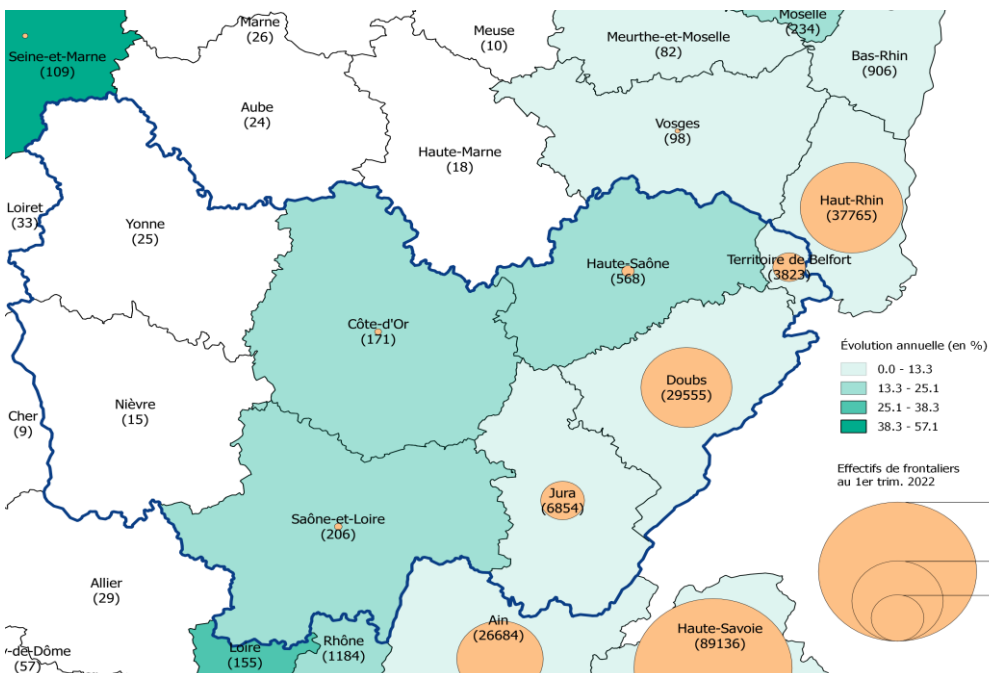 Marne
(26)
Meuse
(10)
Moselle
(234)
Seine-et-Marne
(109)
Meurthe-et-Moselle
(82)
Bas-Rhin
(906)
Aube
(24)
Vosges
(98)
Haute-Marne
(18)
Haut-Rhin
(37765)
Loiret
(33)
Yonne
(25)
Haute-Saône
(568)
Territoire de Belfort
(3823)
Côte-d'Or
(171)
Évolution annuelle (en %)
0.0 - 13.3
13.3 - 25.1
25.1 - 38.3
38.3 - 57.1
Doubs
(29555)
Cher
(9)
Nièvre
(15)
Effectifs de frontaliers
au 1er trim. 2022
Jura
(6854)
Saône-et-Loire
(206)
Allier
(29)
Ain
(26684)
Haute-Savoie
(89136)
Loire
(155)
Rhône
(1184)
y-de-Dôme
(57)